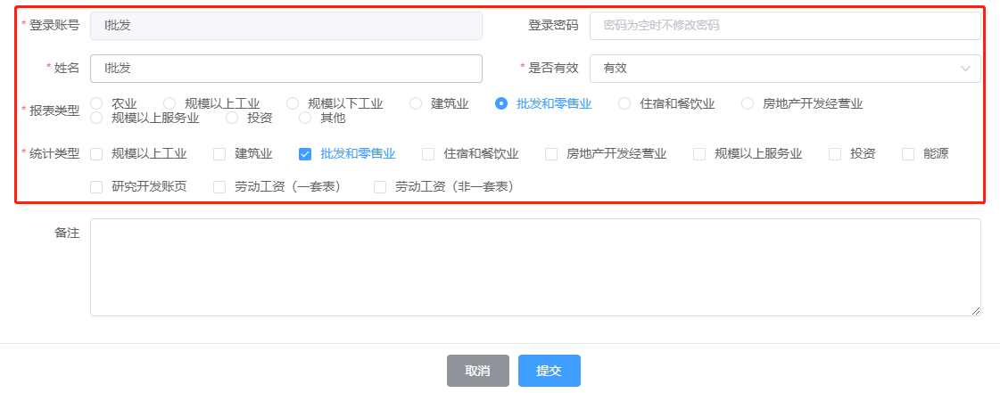 * 登录账号 I批发 登录密码 密码为空时不修改密码
* 姓名 I批发 * 是否有效 有效
* 报表类型 农业 规模以上工业 规模以下工业 建筑业 批发和零售业 住宿和餐饮业 房地产开发经营业
规模以上服务业 投资 其他
* 统计类型 规模以上工业 建筑业 批发和零售业 住宿和餐饮业 房地产开发经营业 规模以上服务业 投资 能源
研究开发账页 劳动工资（一套表） 劳动工资（非一套表）
备注
取消 提交